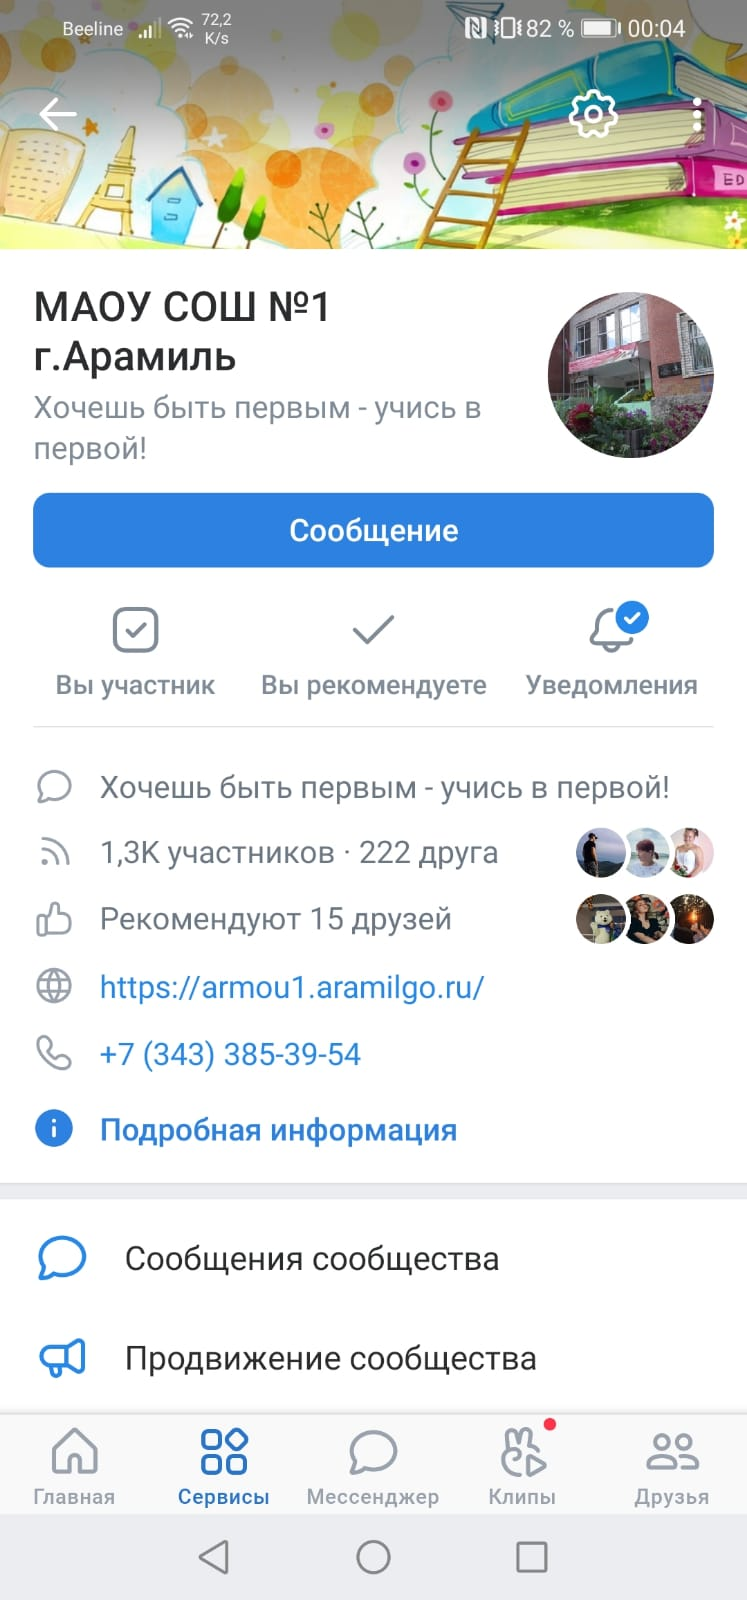 Beeline 72,2 K/s 82 % 00:04
ED
МАОУ СОШ №1
г.Арамиль
Хочешь быть первым - учись в
первой!
Сообщение
Вы участник Вы рекомендуете Уведомления
Хочешь быть первым - учись в первой!
1,3K участников · 222 друга
Рекомендуют 15 друзей
https://armou1.aramilgo.ru/
+7 (343) 385-39-54
Подробная информация
Сообщения сообщества
Продвижение сообщества
Главная Сервисы Мессенджер Клипы Друзья